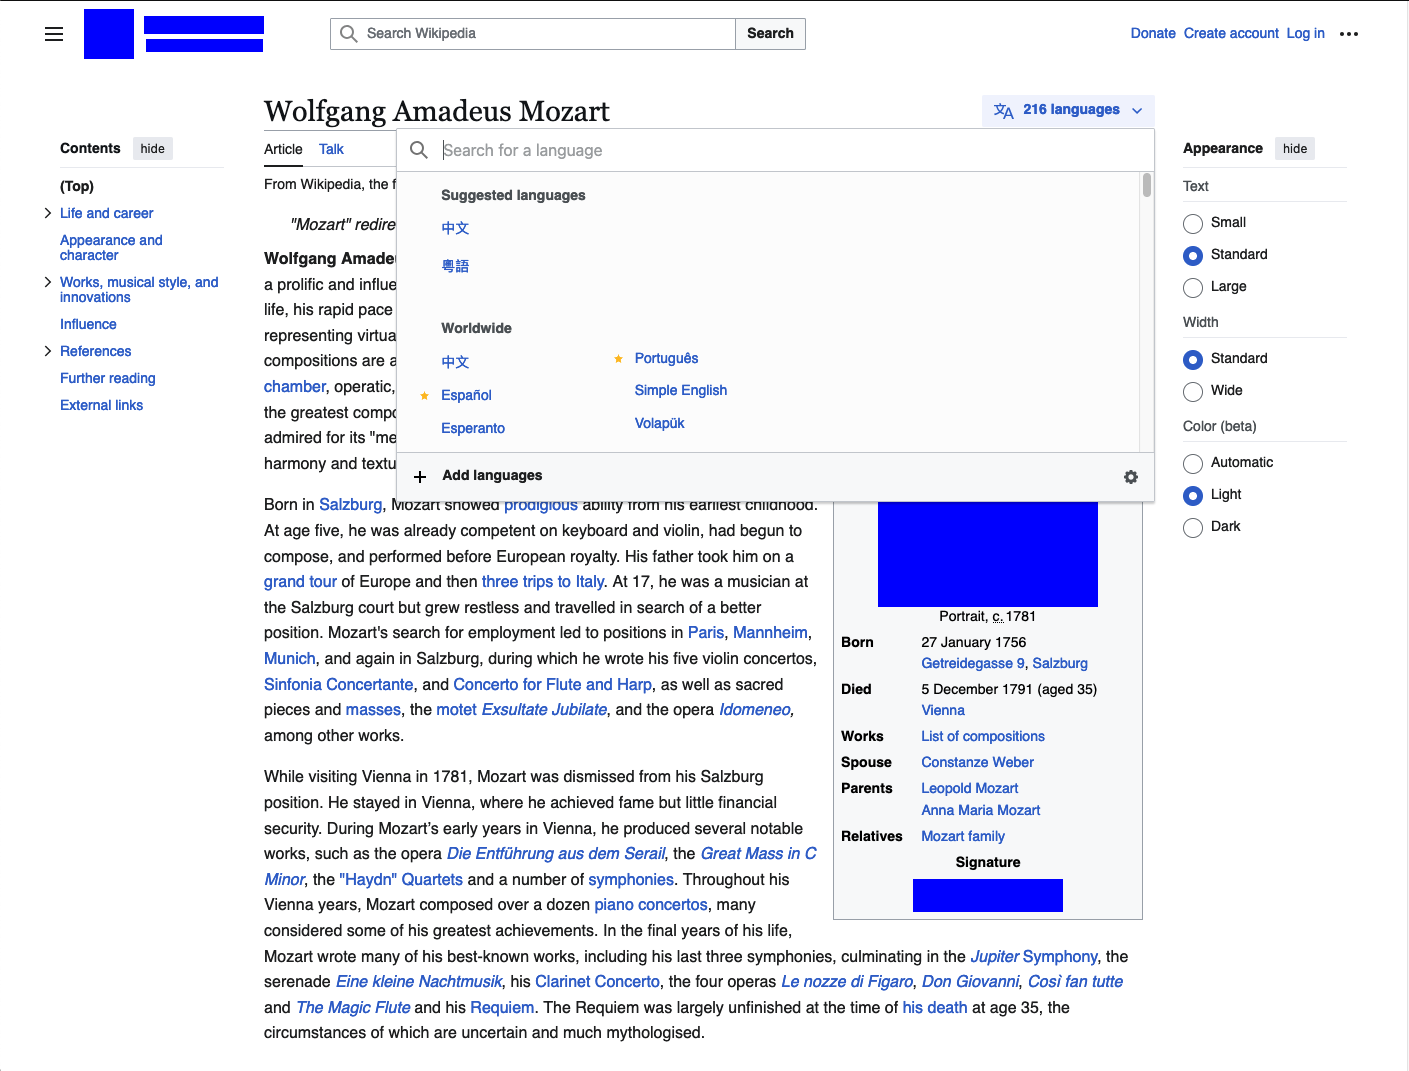 Search Wikipedia
Search
Donate Create account Log in
Wolfgang Amadeus Mozart
216 languages
Contents hide
(Top)
Life and career
Appearance and
character
Works, musical style, and
innovations
Influence
References
Further reading
External links
Article Talk
From Wikipedia, the f
"Mozart" redire
Wolfgang Amade
a prolific and influe
life, his rapid pace
representing virtua
compositions are a
chamber, operatic,
the greatest compo
admired for its "me
harmony and textu
Search for a language
Suggested languages
中文
粵語
Worldwide
中文
Español
Esperanto
Português
Simple English
Volapük
Add languages
Born in Salzburg, Mozart showed prodigious ability from his earliest childhood.
At age five, he was already competent on keyboard and violin, had begun to
compose, and performed before European royalty. His father took him on a
grand tour of Europe and then three trips to Italy. At 17, he was a musician at
the Salzburg court but grew restless and travelled in search of a better
position. Mozart's search for employment led to positions in Paris, Mannheim,
Munich, and again in Salzburg, during which he wrote his five violin concertos,
Sinfonia Concertante, and Concerto for Flute and Harp, as well as sacred
pieces and masses, the motet Exsultate Jubilate, and the opera Idomeneo,
among other works.
While visiting Vienna in 1781, Mozart was dismissed from his Salzburg
position. He stayed in Vienna, where he achieved fame but little financial
security. During Mozart’s early years in Vienna, he produced several notable
works, such as the opera Die Entführung aus dem Serail, the Great Mass in C
Minor, the "Haydn" Quartets and a number of symphonies. Throughout his
Vienna years, Mozart composed over a dozen piano concertos, many
considered some of his greatest achievements. In the final years of his life,
Mozart wrote many of his best-known works, including his last three symphonies, culminating in the Jupiter Symphony, the
serenade Eine kleine Nachtmusik, his Clarinet Concerto, the four operas Le nozze di Figaro, Don Giovanni, Così fan tutte
and The Magic Flute and his Requiem. The Requiem was largely unfinished at the time of his death at age 35, the
circumstances of which are uncertain and much mythologised.
Portrait, c. 1781
Born 27 January 1756
Getreidegasse 9, Salzburg
Died 5 December 1791 (aged 35)
Vienna
Works List of compositions
Spouse Constanze Weber
Parents Leopold Mozart
Anna Maria Mozart
Relatives Mozart family
Signature
Appearance hide
Text
Small
Standard
Large
Width
Standard
Wide
Color (beta)
Automatic
Light
Dark